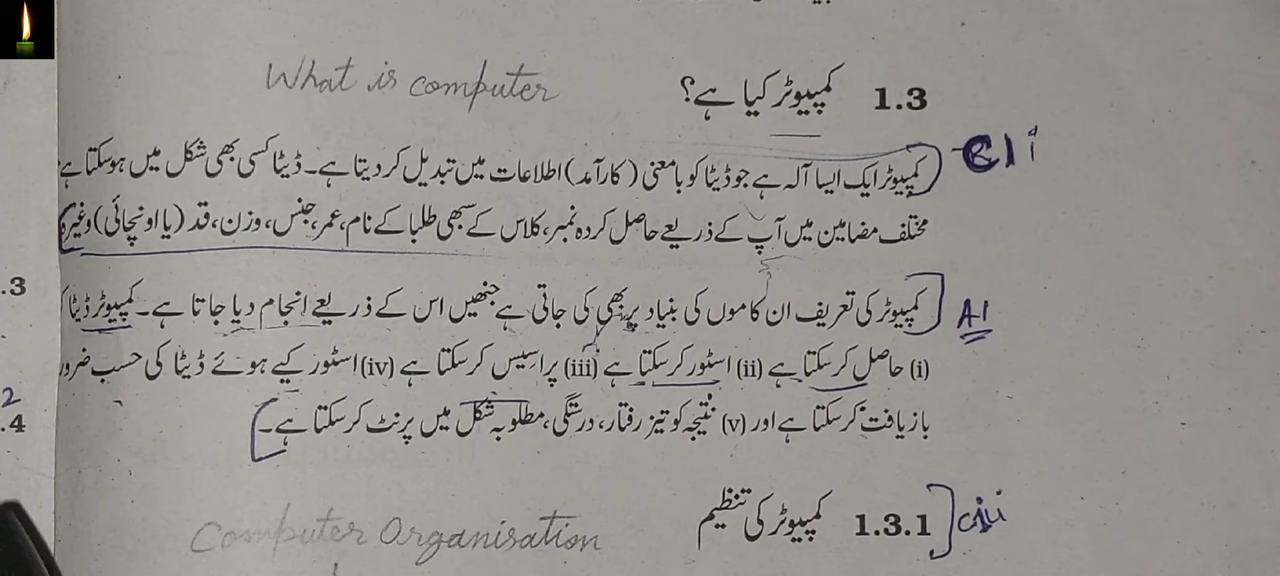 What is computer
1.3 کمپیوٹر کیا ہے؟
کمپیوٹر ایک ایسا آلہ ہے جو ڈیٹا کو بامعنی (کارآمد) اطلاعات میں تبدیل کر دیتا ہے۔ ڈیٹا کسی بھی شکل میں ہوسکتا ہے
مختلف مضامین میں آپ کے ذریعے حاصل کردہ نمبر، کلاس کے سبھی طلبا کے نام، عمر، جنس، وزن، قد (یا اونچائی) وغیرہ
.3
کمپیوٹر کی تعریف ان کاموں کی بنیاد پر بھی کی جاتی ہے جنھیں اس کے ذریعے انجام دیا جاتا ہے۔ کمپیوٹر ڈیٹا
A1
(i) حاصل کرسکتا ہے (ii) اسٹور کرسکتا ہے (iii) پراسیس کرسکتا ہے (iv) اسٹور کیے ہوئے ڈیٹا کی حسب ضرور
2
.4
بازیافت کرسکتا ہے اور (v) نتیجہ کو تیز رفتار، درستگی، مطلوبہ شکل میں پرنٹ کرسکتا ہے۔
1.3.1 کمپیوٹر کی تنظیم
Computer Organisation